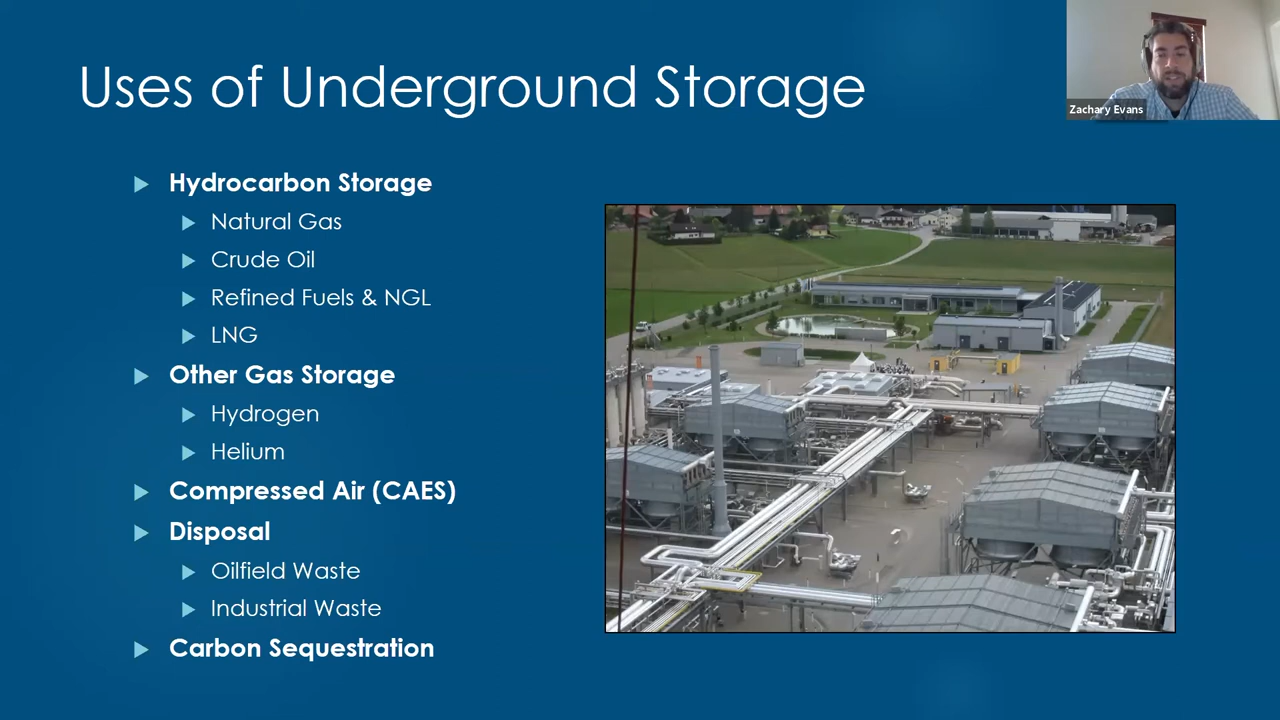 Uses of Underground Storage
Zachary Evans
Hydrocarbon Storage
Natural Gas
Crude Oil
Refined Fuels & NGL
LNG
Other Gas Storage
Hydrogen
Helium
Compressed Air (CAES)
Disposal
Oilfield Waste
Industrial Waste
Carbon Sequestration